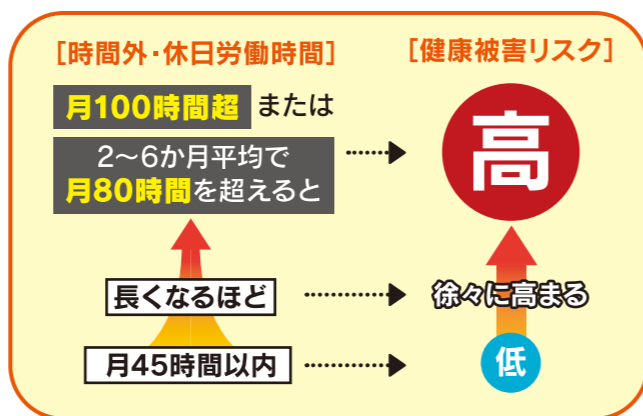 [時間外・休日労働時間]
[健康被害リスク]
月100時間超 または
2〜6か月平均で
月80時間を超えると
高
長くなるほど
徐々に高まる
月45時間以内
低